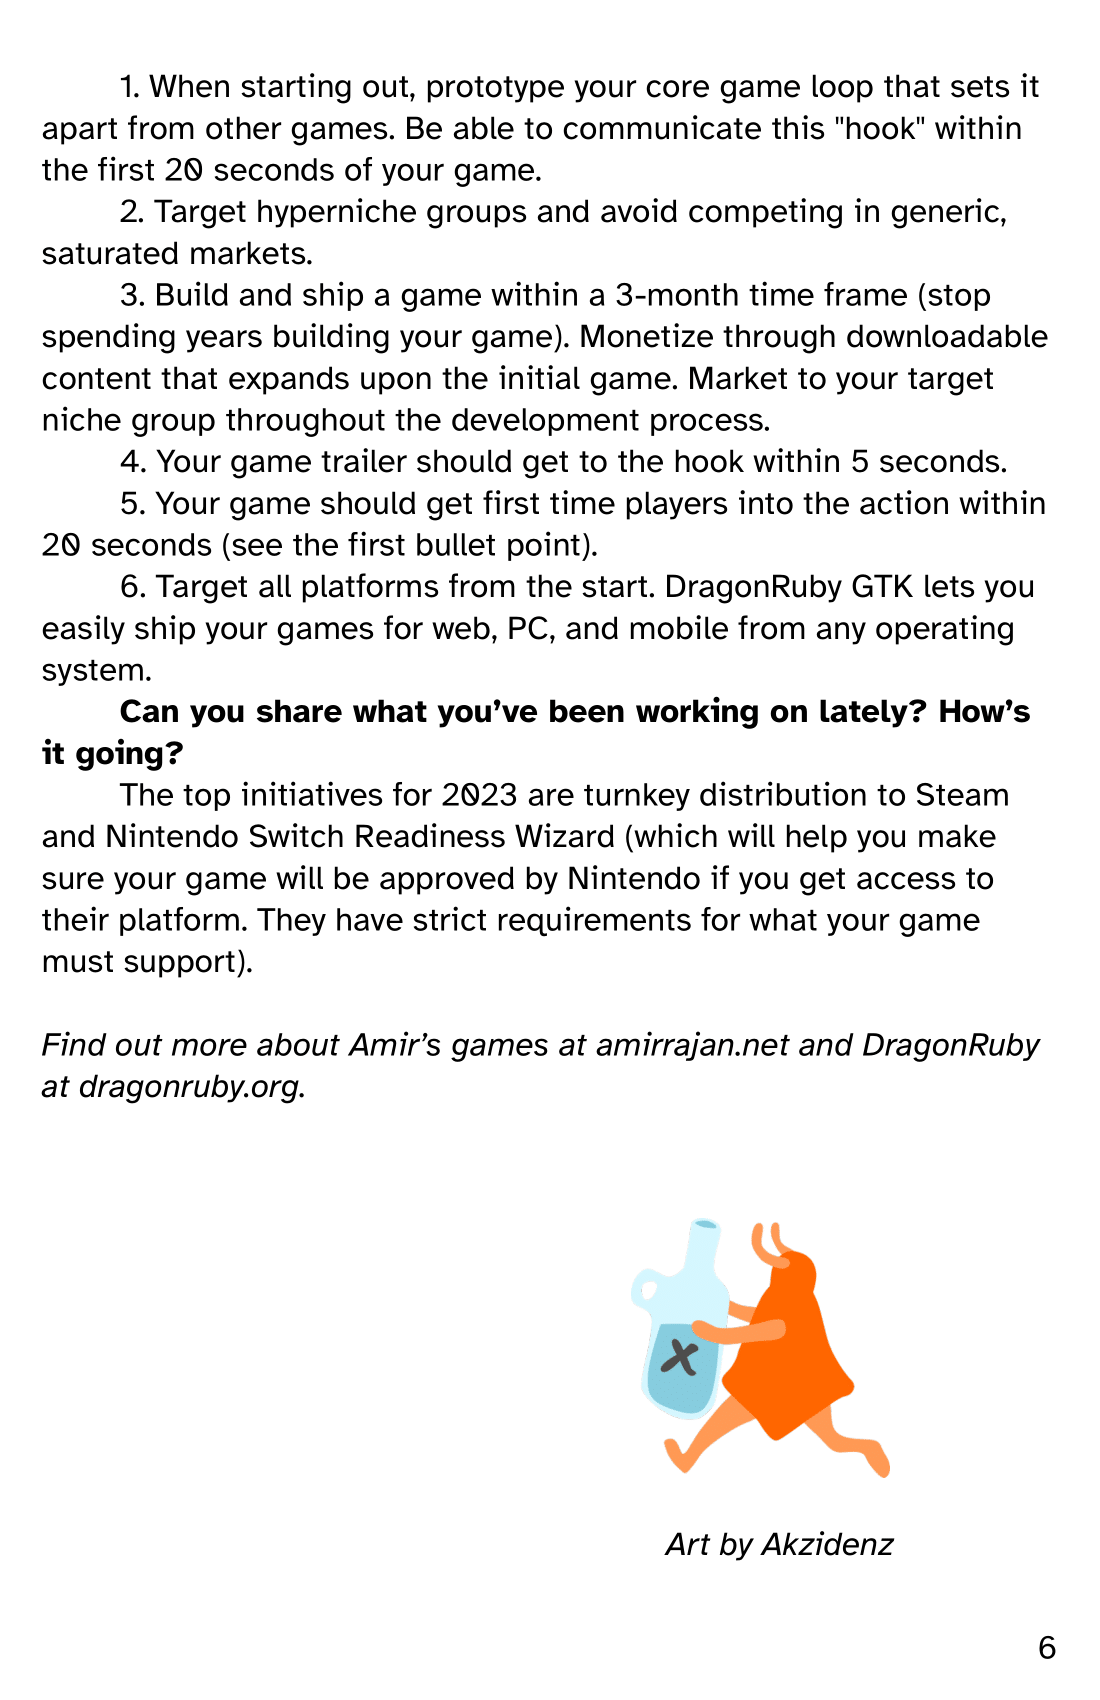 1. When starting out, prototype your core game loop that sets it
apart from other games. Be able to communicate this "hook" within
the first 20 seconds of your game.
2. Target hyperniche groups and avoid competing in generic,
saturated markets.
3. Build and ship a game within a 3-month time frame (stop
spending years building your game). Monetize through downloadable
content that expands upon the initial game. Market to your target
niche group throughout the development process.
4. Your game trailer should get to the hook within 5 seconds.
5. Your game should get first time players into the action within
20 seconds (see the first bullet point).
6. Target all platforms from the start. DragonRuby GTK lets you
easily ship your games for web, PC, and mobile from any operating
system.
Can you share what you’ve been working on lately? How’s
it going?
The top initiatives for 2023 are turnkey distribution to Steam
and Nintendo Switch Readiness Wizard (which will help you make
sure your game will be approved by Nintendo if you get access to
their platform. They have strict requirements for what your game
must support).
Find out more about Amir’s games at amirrajan.net and DragonRuby
at dragonruby.org.
X
Art by Akzidenz
6